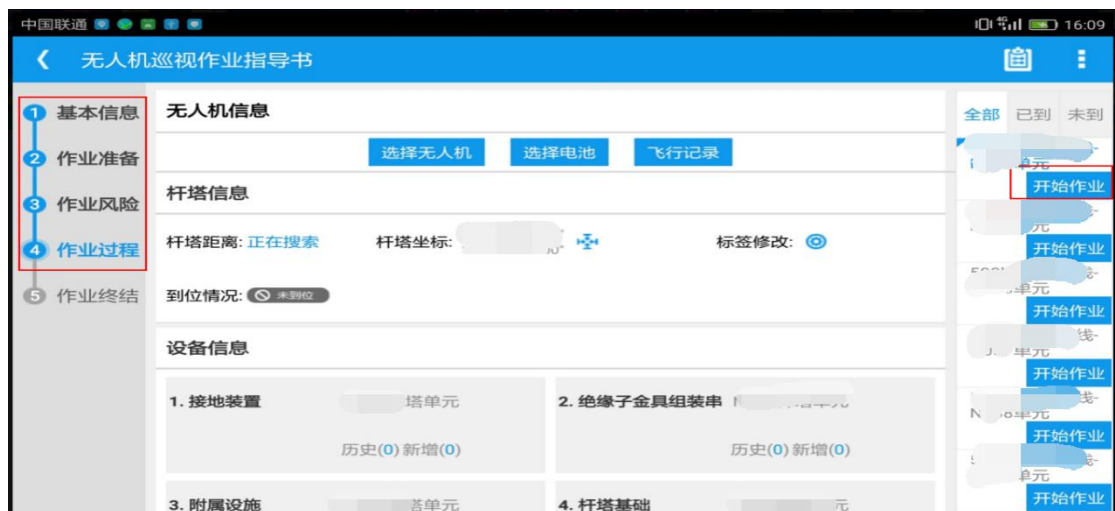 中国联通 4G 16:09
无人机巡视作业指导书
1 基本信息
2 作业准备
3 作业风险
4 作业过程
5 作业终结
无人机信息
选择无人机 选择电池 飞行记录
杆塔信息
杆塔距离: 正在搜索 杆塔坐标: 标签修改:
到位情况: 未到位
设备信息
1. 接地装置 塔单元
历史(0) 新增(0)
2. 绝缘子金具组装串
历史(0) 新增(0)
3. 附属设施 单元
4. 杆塔基础 元
全部 已到 未到
单元
开始作业
元
开始作业
单元
开始作业
线-
单元
开始作业
线-
单元
开始作业
线-
单元
开始作业